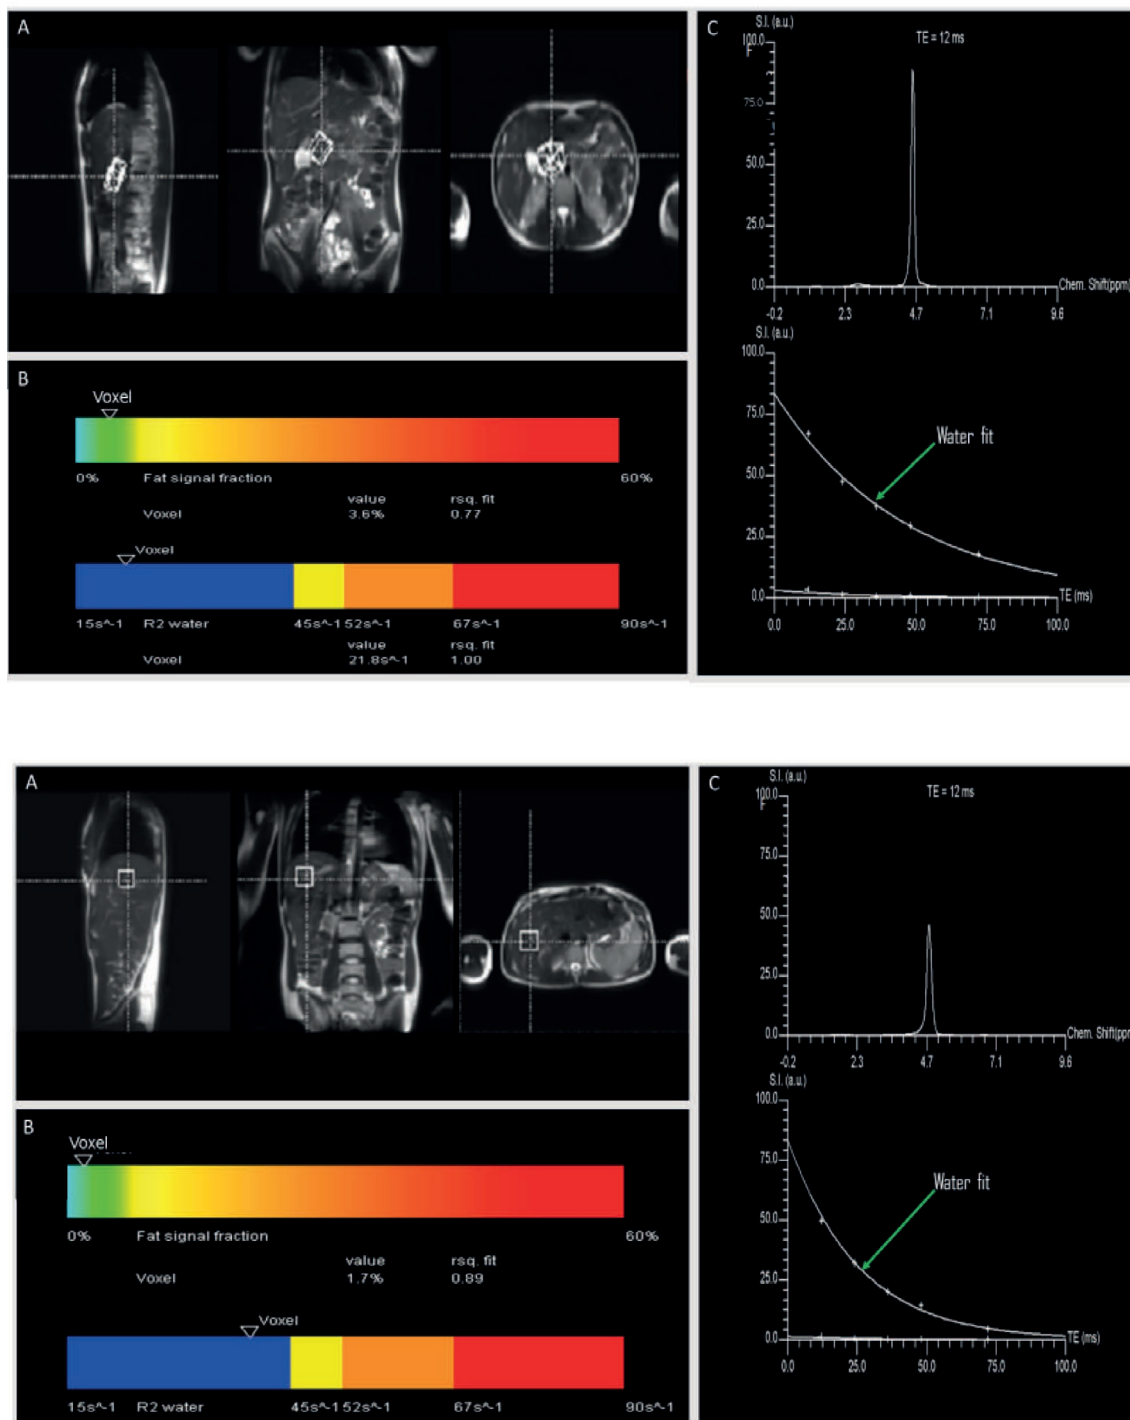 A
B
Voxel
0% Fat signal fraction 60%
value rsq. fit
Voxel 3.6% 0.77
Voxel
15s^-1 R2 water 45s^-1 52s^-1 67s^-1 90s^-1
value rsq. fit
Voxel 21.8s^-1 1.00
C
S.I. (a.u.)
TE = 12 ms
100.0
F
75.0
50.0
25.0
0.0
Chem. Shift(ppm)
-0.2 2.3 4.7 7.1 9.6
S.I. (a.u.)
100.0
75.0
Water fit
50.0
25.0
0.0
TE (ms)
0.0 25.0 50.0 75.0 100.0
A
B
Voxel
0% Fat signal fraction 60%
value rsq. fit
Voxel 1.7% 0.89
Voxel
15s^-1 R2 water 45s^-1 52s^-1 67s^-1 90s^-1
C
S.I. (a.u.)
TE = 12 ms
100.0
F
75.0
50.0
25.0
0.0
Chem. Shift(ppm
-0.2 2.3 4.7 7.1 9.6
S.I. (a.u.)
100.0
75.0
Water fit
50.0
25.0
0.0
TE (ms)
0.0 25.0 50.0 75.0 100.0